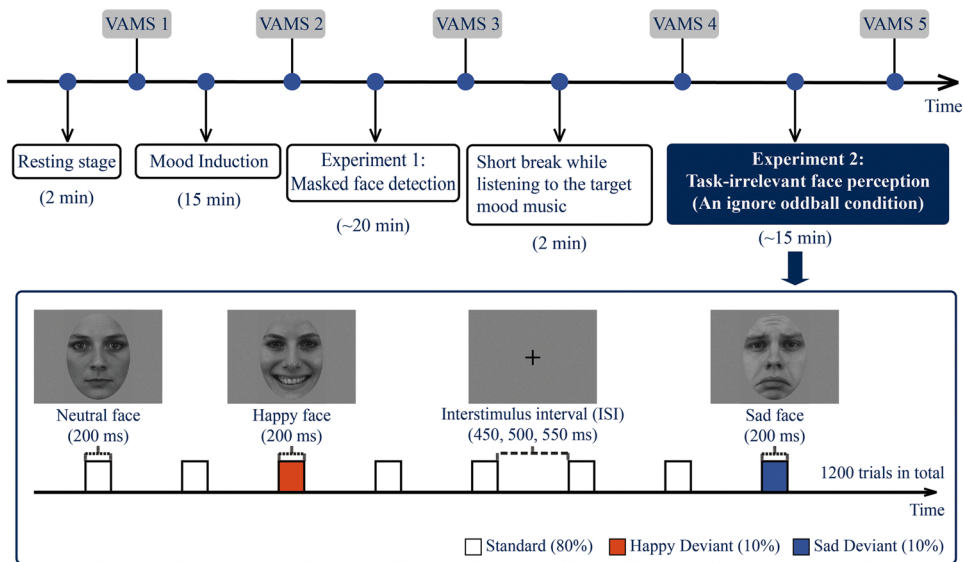 VAMS 1
VAMS 2
VAMS 3
VAMS 4
VAMS 5
Time
Resting stage
(2 min)
Mood Induction
(15 min)
Experiment 1:
Masked face detection
(~20 min)
Short break while
listening to the target
mood music
(2 min)
Experiment 2:
Task-irrelevant face perception
(An ignore oddball condition)
(~15 min)
Neutral face
(200 ms)
Happy face
(200 ms)
Interstimulus interval (ISI)
(450, 500, 550 ms)
Sad face
(200 ms)
1200 trials in total
Time
Standard (80%)
Happy Deviant (10%)
Sad Deviant (10%)